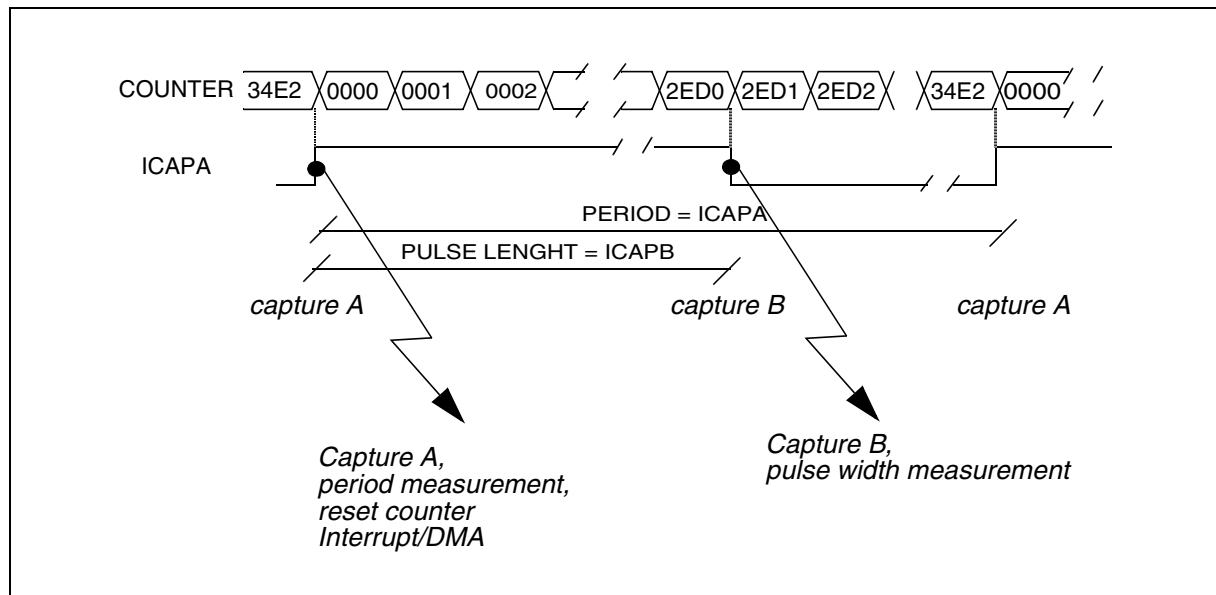 COUNTER 34E2 0000 0001 0002 2ED0 2ED1 2ED2 34E2 0000
ICAPA
PERIOD = ICAPA
PULSE LENGHT = ICAPB
capture A capture B capture A
Capture A,
period measurement,
reset counter
Interrupt/DMA
Capture B,
pulse width measurement